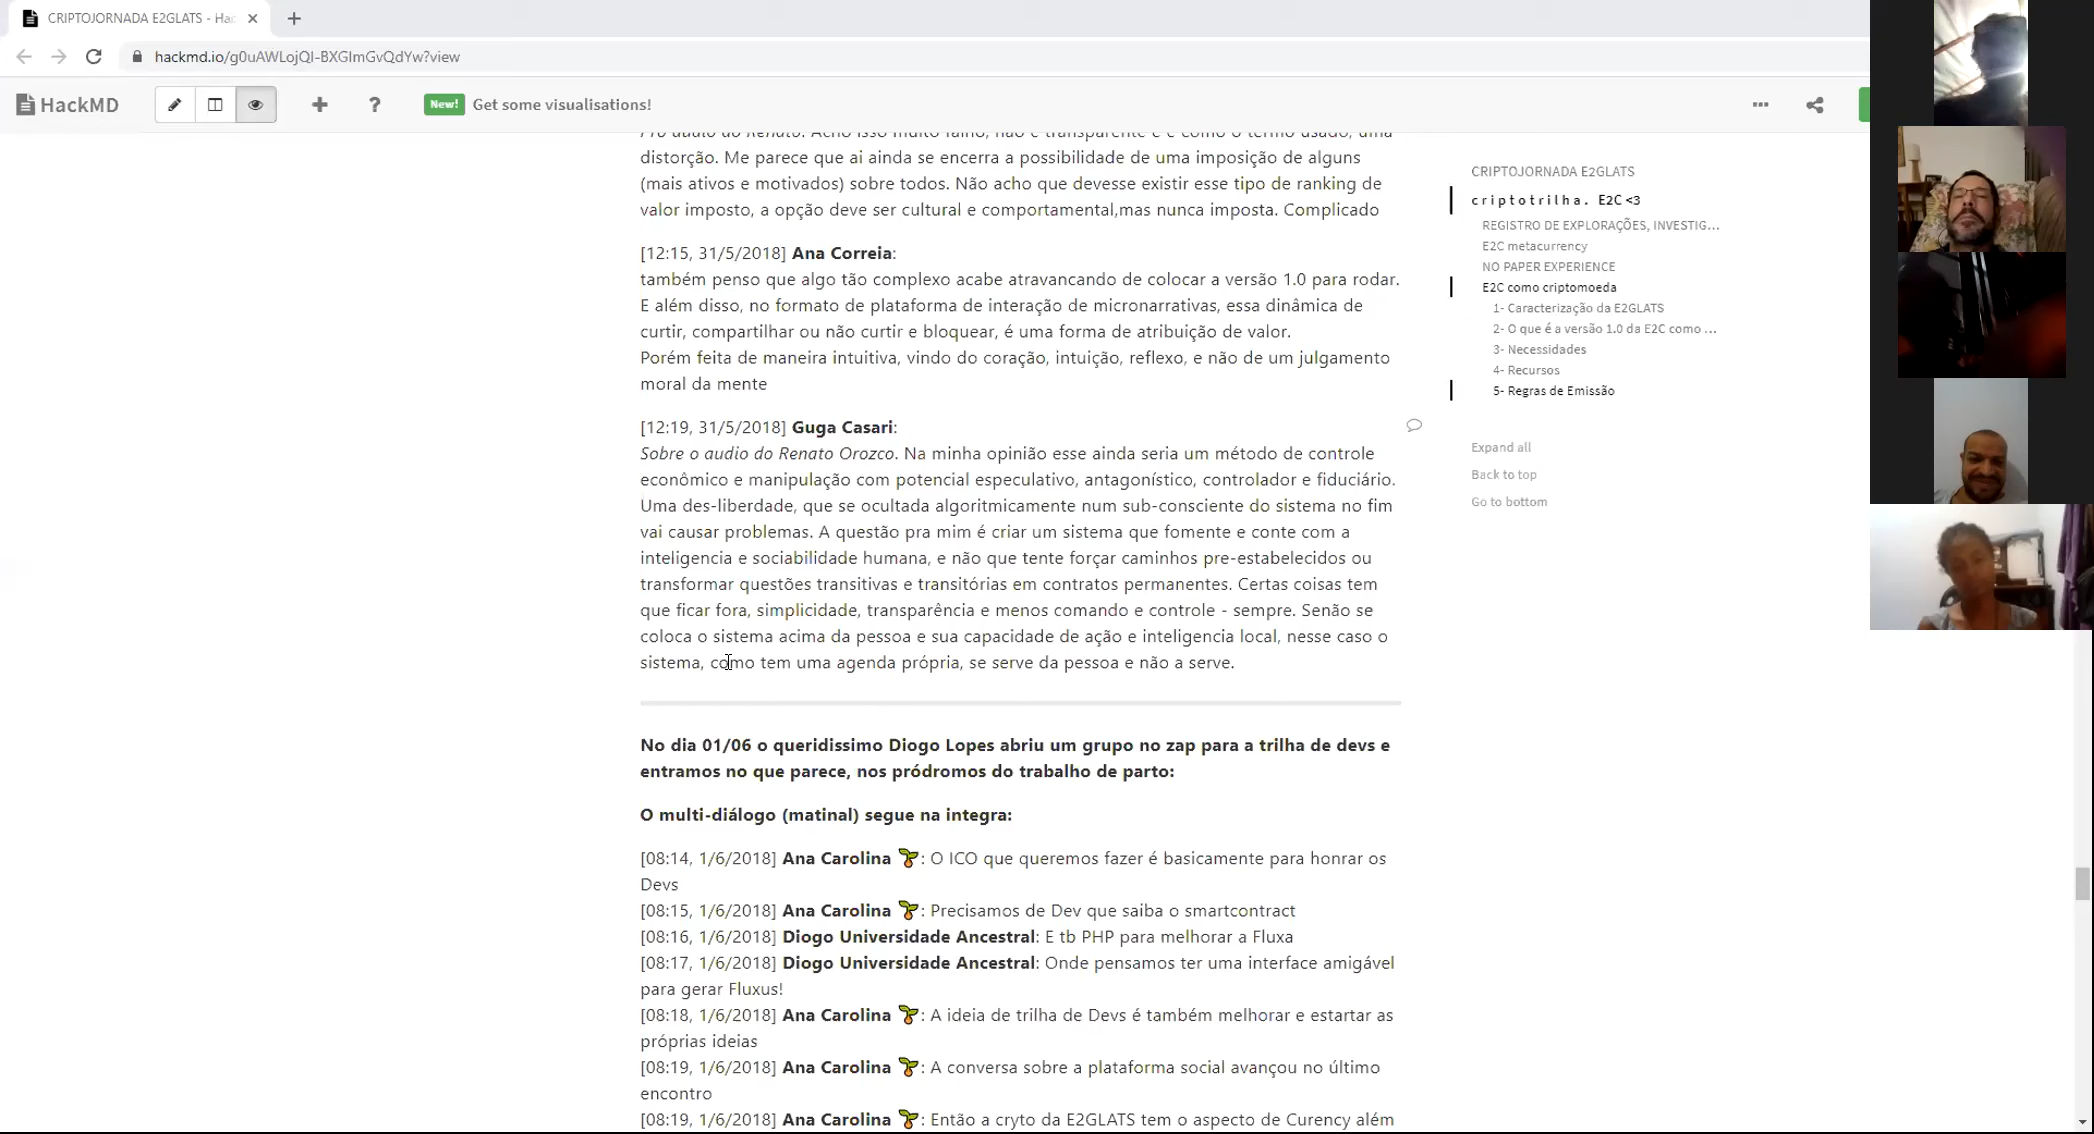 CRIPTOJORNADA E2GLATS - Ha
hackmd.io/g0uAWLojQI-BXGImGvQdYw?view
HackMD
New! Get some visualisations!
Pro audio do Renato. Acho isso muito falho, não é transparente e é como o termo usado, uma
distorção. Me parece que ai ainda se encerra a possibilidade de uma imposição de alguns
(mais ativos e motivados) sobre todos. Não acho que devesse existir esse tipo de ranking de
valor imposto, a opção deve ser cultural e comportamental,mas nunca imposta. Complicado
[12:15, 31/5/2018] Ana Correia:
também penso que algo tão complexo acabe atravancando de colocar a versão 1.0 para rodar.
E além disso, no formato de plataforma de interação de micronarrativas, essa dinâmica de
curtir, compartilhar ou não curtir e bloquear, é uma forma de atribuição de valor.
Porém feita de maneira intuitiva, vindo do coração, intuição, reflexo, e não de um julgamento
moral da mente
[12:19, 31/5/2018] Guga Casari:
Sobre o audio do Renato Orozco. Na minha opinião esse ainda seria um método de controle
econômico e manipulação com potencial especulativo, antagonístico, controlador e fiduciário.
Uma des-liberdade, que se ocultada algoritmicamente num sub-consciente do sistema no fim
vai causar problemas. A questão pra mim é criar um sistema que fomente e conte com a
inteligencia e sociabilidade humana, e não que tente forçar caminhos pre-estabelecidos ou
transformar questões transitivas e transitórias em contratos permanentes. Certas coisas tem
que ficar fora, simplicidade, transparência e menos comando e controle - sempre. Senão se
coloca o sistema acima da pessoa e sua capacidade de ação e inteligencia local, nesse caso o
sistema, como tem uma agenda própria, se serve da pessoa e não a serve.
No dia 01/06 o queridissimo Diogo Lopes abriu um grupo no zap para a trilha de devs e
entramos no que parece, nos pródromos do trabalho de parto:
O multi-diálogo (matinal) segue na integra:
[08:14, 1/6/2018] Ana Carolina 🌱: O ICO que queremos fazer é basicamente para honrar os
Devs
[08:15, 1/6/2018] Ana Carolina 🌱: Precisamos de Dev que saiba o smartcontract
[08:16, 1/6/2018] Diogo Universidade Ancestral: E tb PHP para melhorar a Fluxa
[08:17, 1/6/2018] Diogo Universidade Ancestral: Onde pensamos ter uma interface amigável
para gerar Fluxus!
[08:18, 1/6/2018] Ana Carolina 🌱: A ideia de trilha de Devs é também melhorar e estartar as
próprias ideias
[08:19, 1/6/2018] Ana Carolina 🌱: A conversa sobre a plataforma social avançou no último
encontro
[08:19, 1/6/2018] Ana Carolina 🌱: Então a cryto da E2GLATS tem o aspecto de Curency além
CRIPTOJORNADA E2GLATS
criptotrilha. E2C <3
REGISTRO DE EXPLORAÇÕES, INVESTIG...
E2C metacurrency
NO PAPER EXPERIENCE
E2C como criptomoeda
1- Caracterização da E2GLATS
2- O que é a versão 1.0 da E2C como ...
3- Necessidades
4- Recursos
5- Regras de Emissão
Expand all
Back to top
Go to bottom